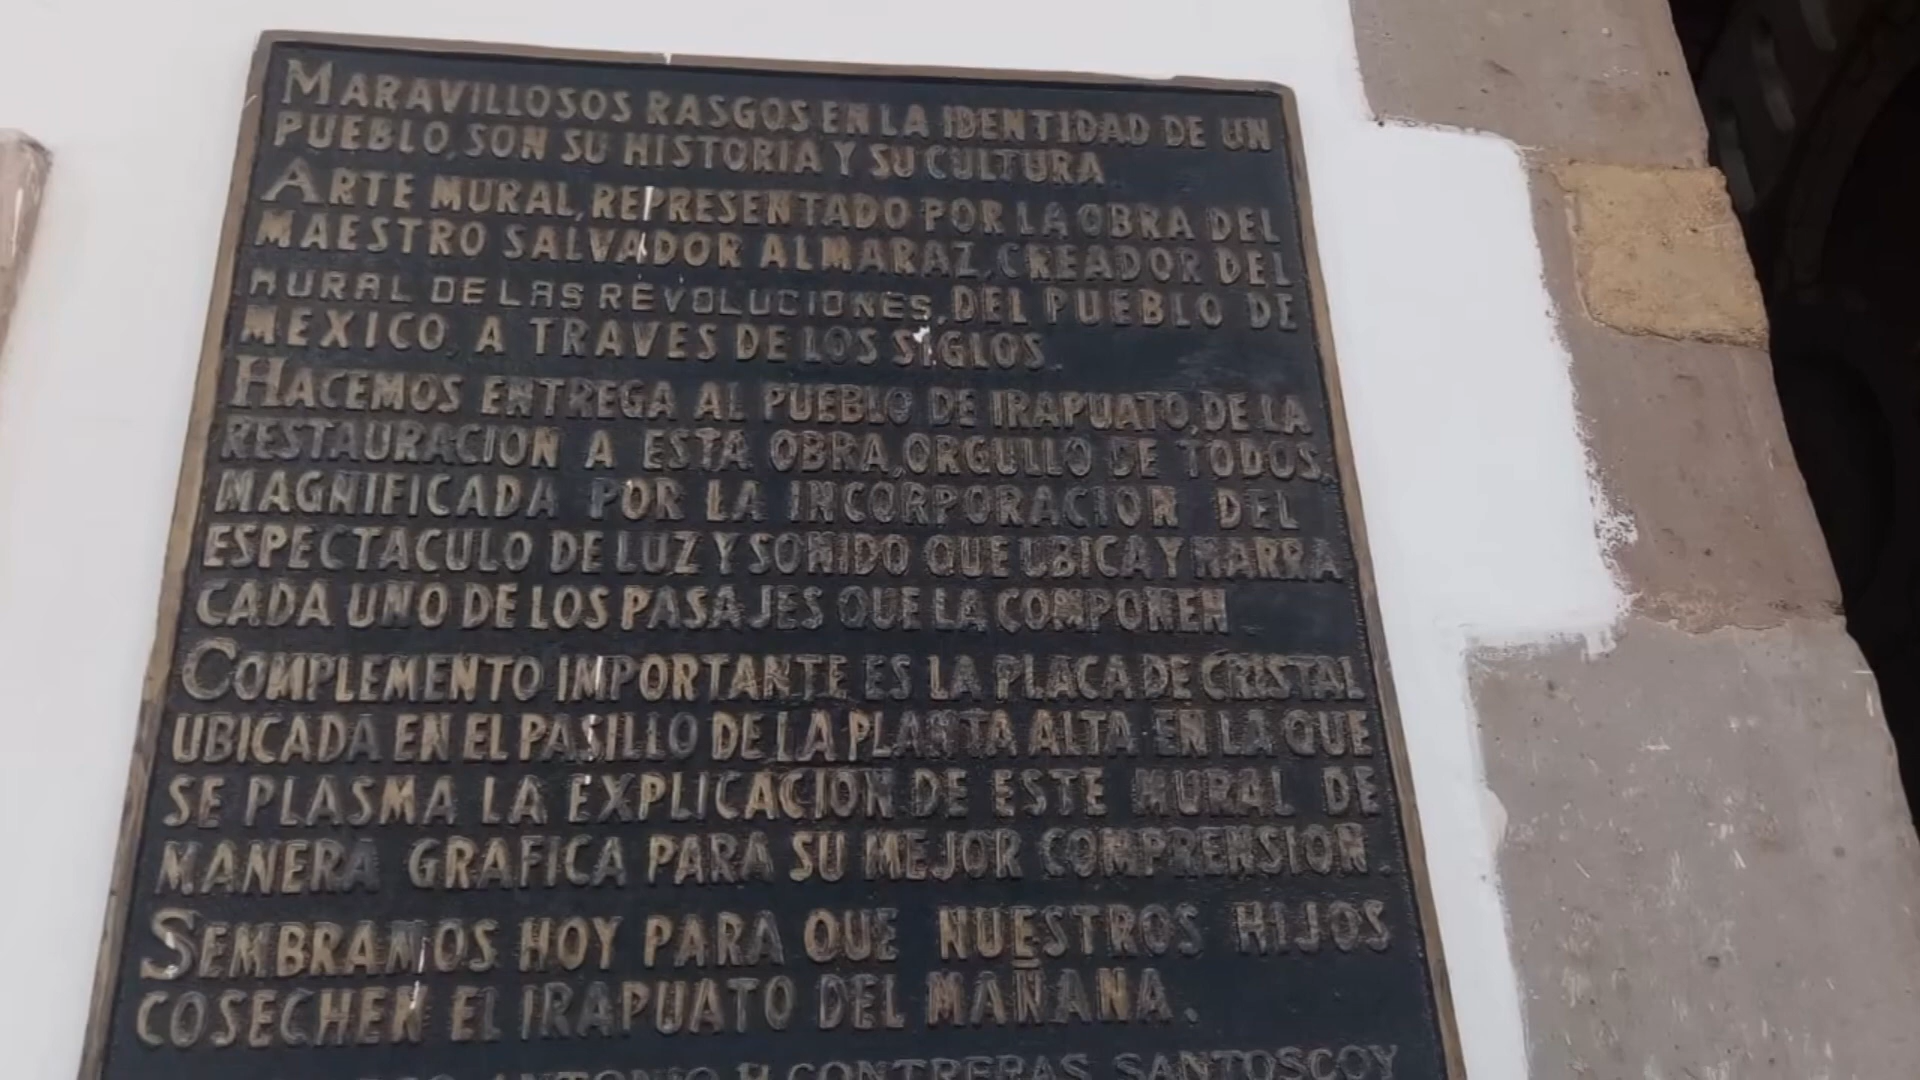 MARAVILLOSOS RASGOS EN LA IDENTIDAD DE UN
PUEBLO, SON SU HISTORIA Y SU CULTURA
ARTE MURAL, REPRESENTADO POR LA OBRA DEL
MAESTRO SALVADOR ALMARAZ, CREADOR DEL
MURAL DE LAS REVOLUCIONES, DEL PUEBLO DE
MEXICO, A TRAVES DE LOS SIGLOS.
HACEMOS ENTREGA AL PUEBLO DE IRAPUATO, DE LA
RESTAURACION A ESTA OBRA, ORGULLO DE TODOS,
MAGNIFICADA POR LA INCORPORACION DEL
ESPECTACULO DE LUZ Y SONIDO QUE UBICA Y NARRA
CADA UNO DE LOS PASAJES QUE LA COMPONEN
COMPLEMENTO IMPORTANTE ES LA PLACA DE CRISTAL
UBICADA EN EL PASILLO DE LA PLANTA ALTA EN LA QUE
SE PLASMA LA EXPLICACION DE ESTE MURAL DE
MANERA GRAFICA PARA SU MEJOR COMPRENSION.
SEMBRAMOS HOY PARA QUE NUESTROS HIJOS
COSECHEN EL IRAPUATO DEL MAÑANA.
ANTONIO CONTRERAS SANTOSCOY